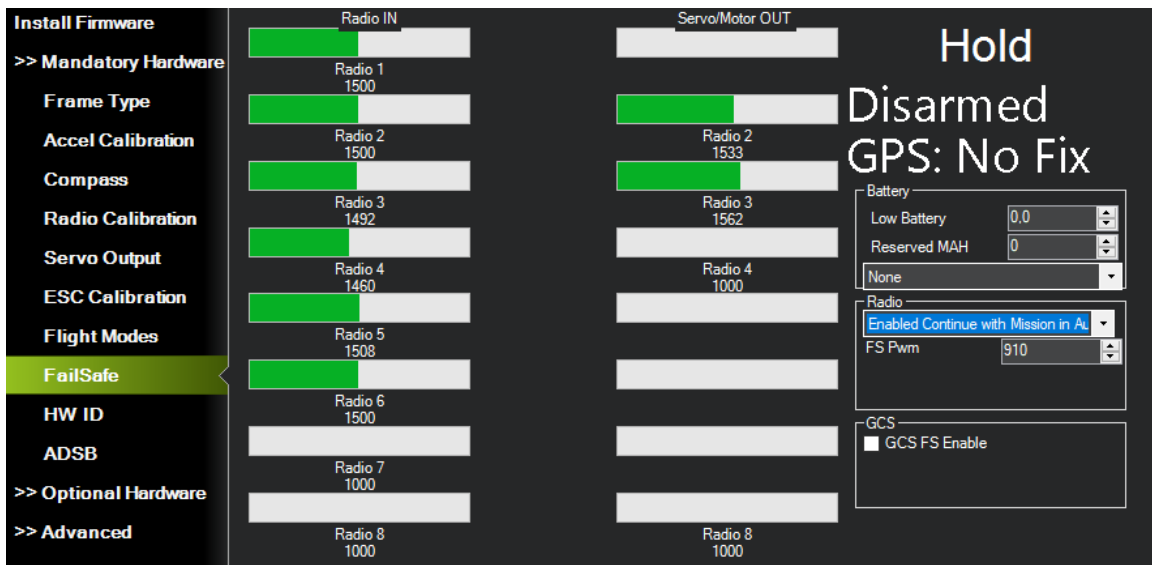 Install Firmware
>> Mandatory Hardware
Frame Type
Accel Calibration
Compass
Radio Calibration
Servo Output
ESC Calibration
Flight Modes
FailSafe
HW ID
ADSB
>> Optional Hardware
>> Advanced
Radio IN
Radio 1
1500
Radio 2
1500
Radio 3
1492
Radio 4
1460
Radio 5
1508
Radio 6
1500
Radio 7
1000
Radio 8
1000
Servo/Motor OUT
Radio 2
1533
Radio 3
1562
Radio 4
1000
Radio 8
1000
Hold
Disarmed
GPS: No Fix
Battery
Low Battery 0.0
Reserved MAH 0
None
Radio
Enabled Continue with Mission in Au
FS Pwm 910
GCS
GCS FS Enable